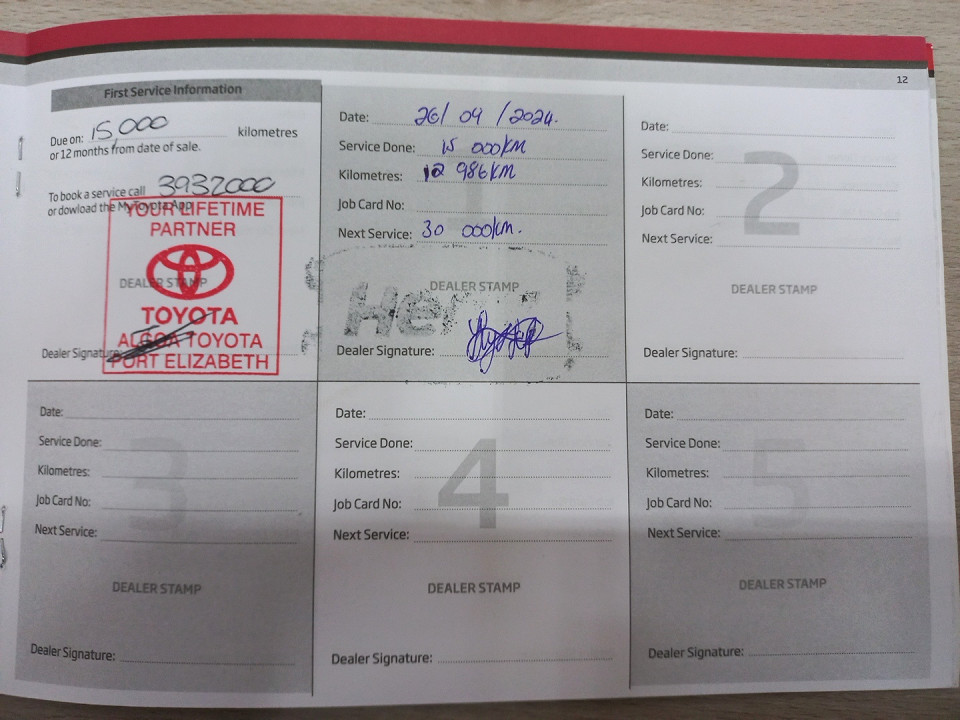 12
First Service Information
Due on: 15,000 kilometres
or 12 months from date of sale.
To book a service call 3932000
or dowload the MyToyota App
YOUR LIFETIME
PARTNER
DEALER STAMP
TOYOTA
ALGOA TOYOTA
Dealer Signature:
PORT ELIZABETH
1
Date: 26/ 09 /2024.
Service Done: 15 000km
Kilometres: 12 986km
Job Card No:
Next Service: 30 000km.
DEALER STAMP
Dealer Signature:
2
Date:
Service Done:
Kilometres:
Job Card No:
Next Service:
DEALER STAMP
Dealer Signature:
3
Date:
Service Done:
Kilometres:
Job Card No:
Next Service:
DEALER STAMP
Dealer Signature:
4
Date:
Service Done:
Kilometres:
Job Card No:
Next Service:
DEALER STAMP
Dealer Signature:
5
Date:
Service Done:
Kilometres:
Job Card No:
Next Service:
DEALER STAMP
Dealer Signature: